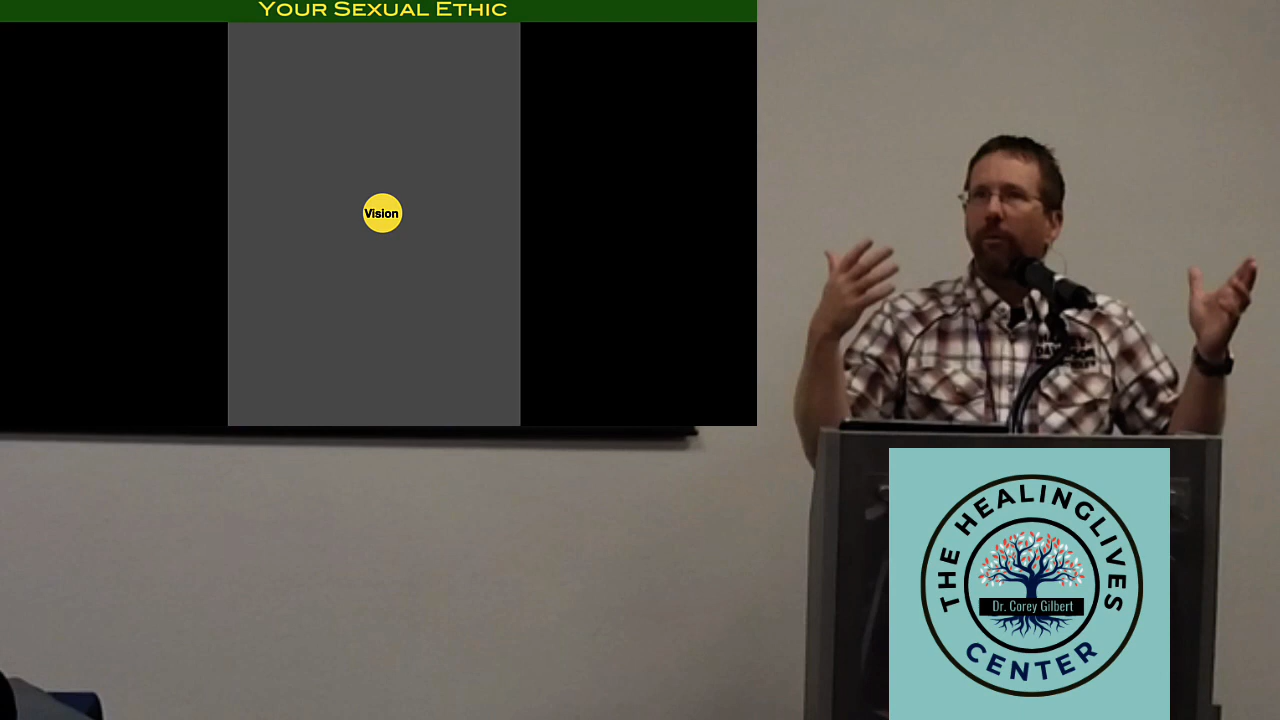 Your Sexual Ethic
Vision
THE HEALINGLIVES
Dr. Corey Gilbert
CENTER